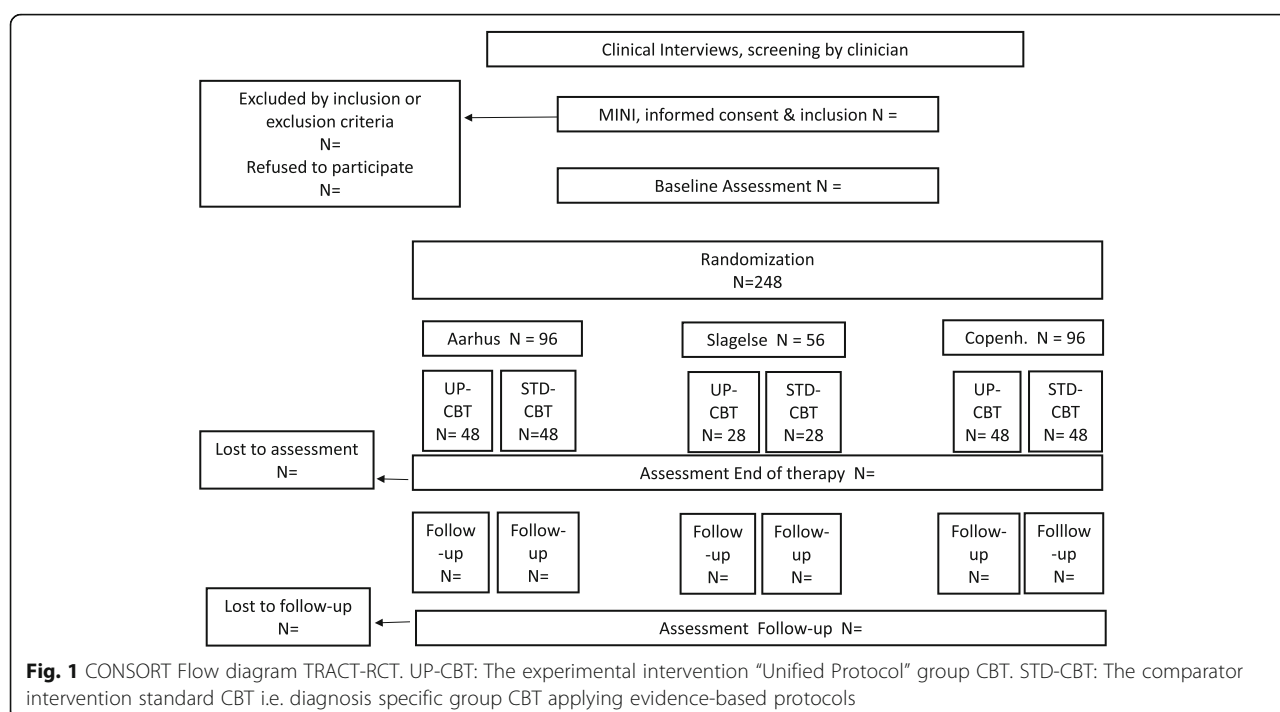 Clinical Interviews, screening by clinician
Excluded by inclusion or
exclusion criteria
N=
Refused to participate
N=
MINI, informed consent & inclusion N =
Baseline Assessment N =
Randomization
N=248
Aarhus N = 96
Slagelse N = 56
Copenh. N = 96
UP-
CBT
N= 48
STD-
CBT
N=48
UP-
CBT
N= 28
STD-
CBT
N=28
UP-
CBT
N= 48
STD-
CBT
N= 48
Lost to assessment
N=
Assessment End of therapy N=
Follow
-up
N=
Follow-
up
N=
Follow
-up
N=
Follow-
up
N=
Follow-
up
N=
Folllow
-up
N=
Lost to follow-up
N=
Assessment Follow-up N=
Fig. 1 CONSORT Flow diagram TRACT-RCT. UP-CBT: The experimental intervention “Unified Protocol” group CBT. STD-CBT: The comparator
intervention standard CBT i.e. diagnosis specific group CBT applying evidence-based protocols